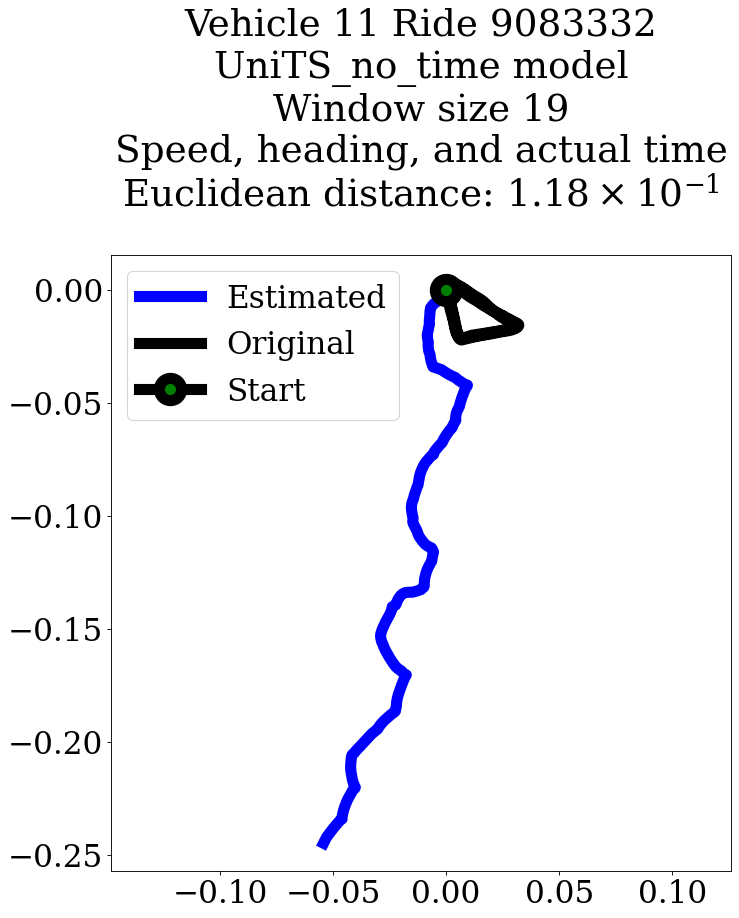 Vehicle 11 Ride 9083332
UniTS_no_time model
Window size 19
Speed, heading, and actual time
Euclidean distance: 1.18 × 10⁻¹
Estimated
Original
Start
0.00
−0.05
−0.10
−0.15
−0.20
−0.25
−0.10 −0.05 0.00 0.05 0.10